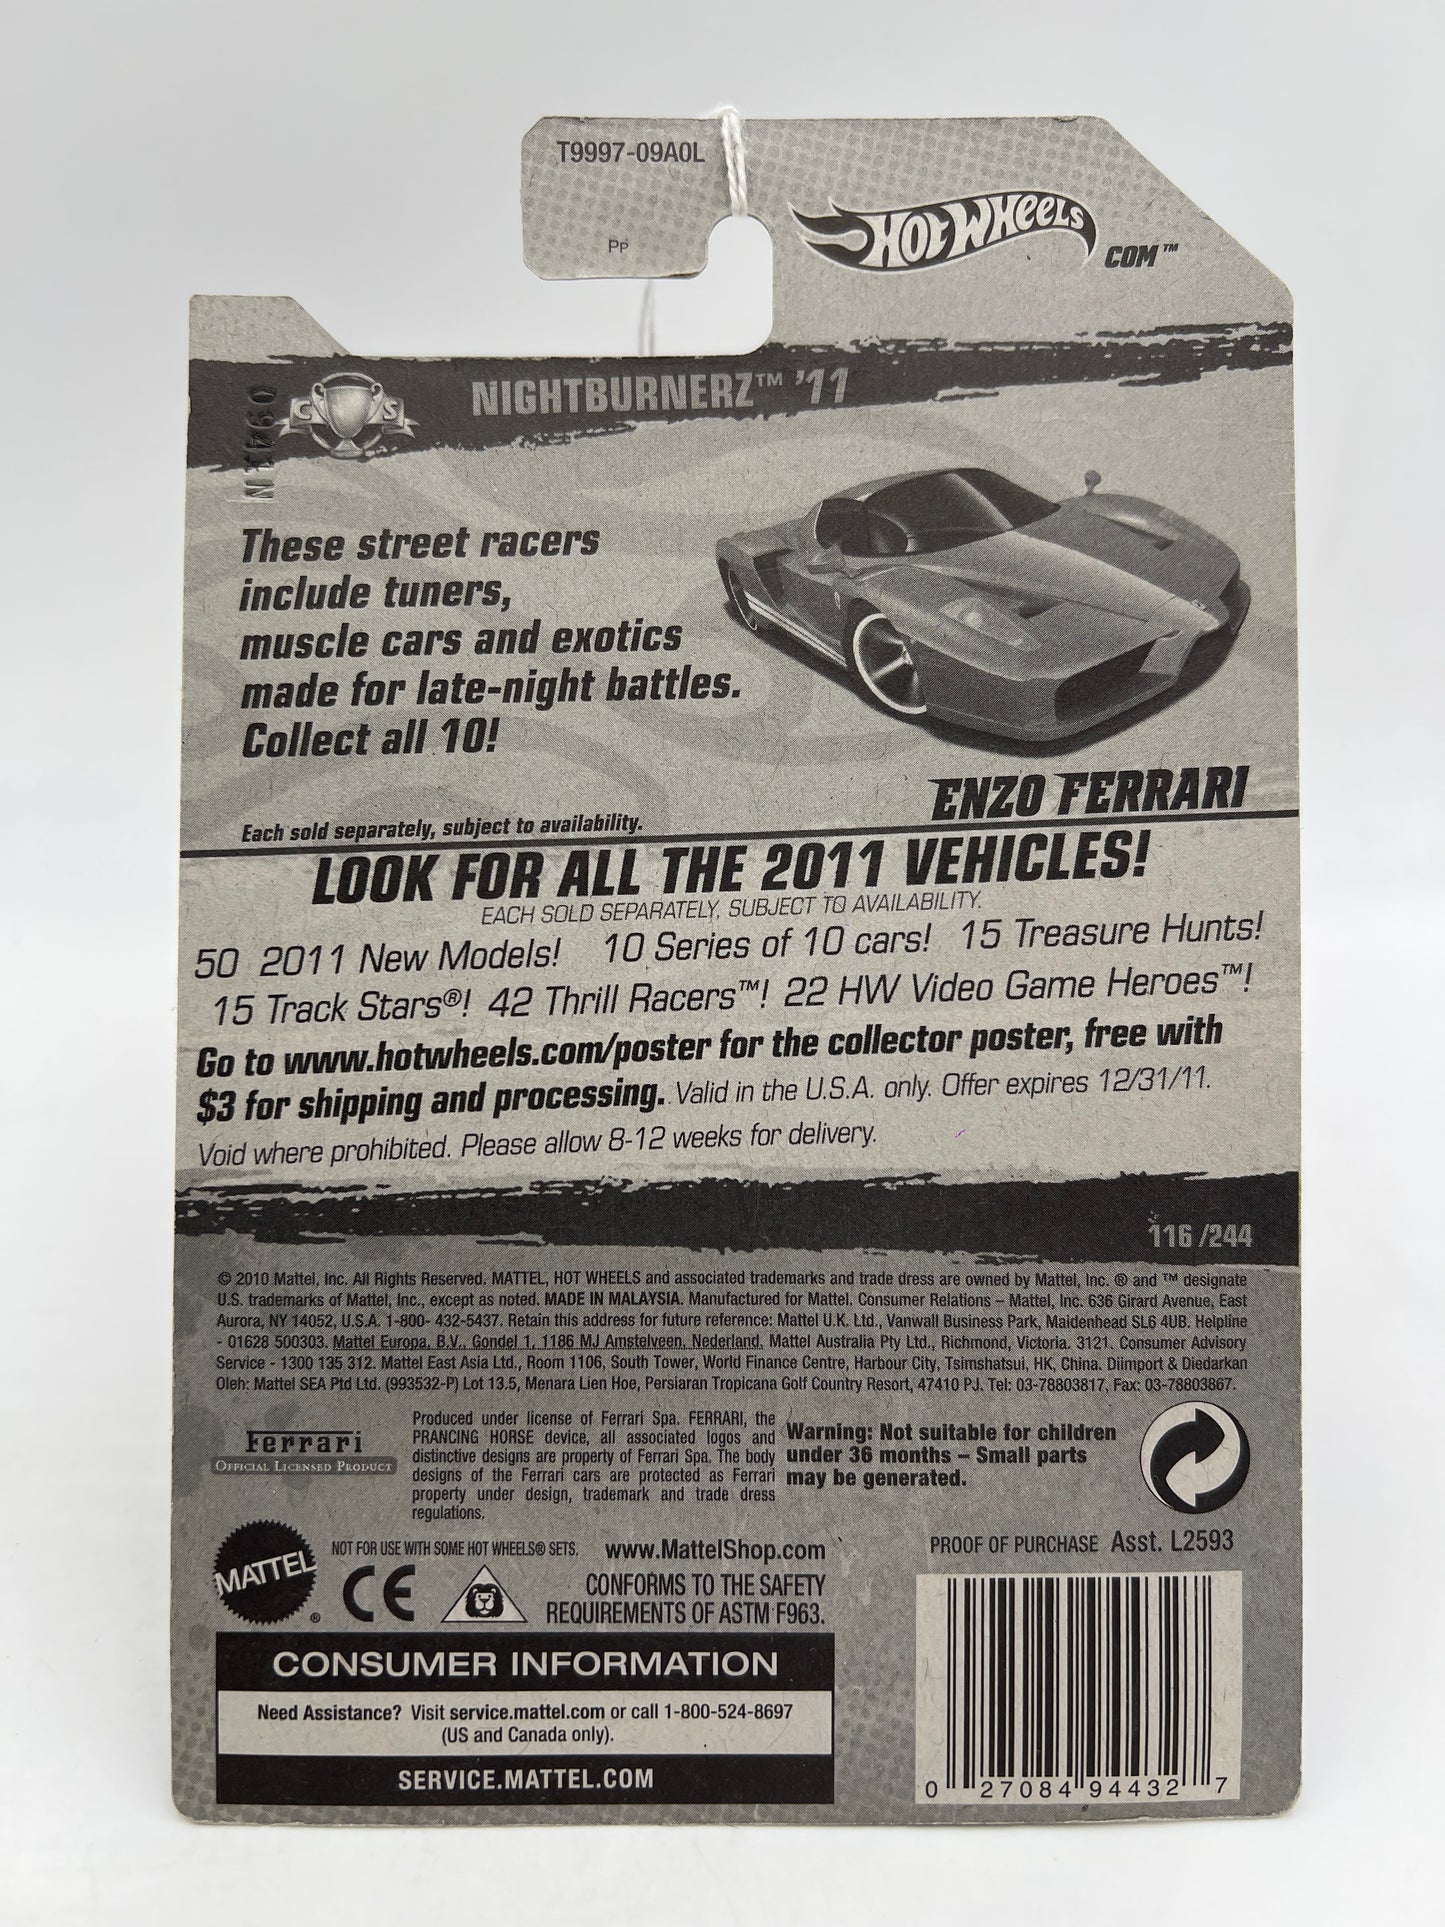 T9997-09A0L
PP
HOT WHEELS
COM™
NIGHTBURNERZ™ '11
C S
These street racers
include tuners,
muscle cars and exotics
made for late-night battles.
Collect all 10!
ENZO FERRARI
Each sold separately, subject to availability.
LOOK FOR ALL THE 2011 VEHICLES!
EACH SOLD SEPARATELY, SUBJECT TO AVAILABILITY.
50 2011 New Models! 10 Series of 10 cars! 15 Treasure Hunts!
15 Track Stars®! 42 Thrill Racers™! 22 HW Video Game Heroes™!
Go to www.hotwheels.com/poster for the collector poster, free with
$3 for shipping and processing. Valid in the U.S.A. only. Offer expires 12/31/11.
Void where prohibited. Please allow 8-12 weeks for delivery.
116/244
© 2010 Mattel, Inc. All Rights Reserved. MATTEL, HOT WHEELS and associated trademarks and trade dress are owned by Mattel, Inc. ® and ™ designate
U.S. trademarks of Mattel, Inc., except as noted. MADE IN MALAYSIA. Manufactured for Mattel. Consumer Relations – Mattel, Inc. 636 Girard Avenue, East
Aurora, NY 14052, U.S.A. 1-800- 432-5437. Retain this address for future reference: Mattel U.K. Ltd., Vanwall Business Park, Maidenhead SL6 4UB. Helpline
- 01628 500303. Mattel Europa, B.V., Gondel 1, 1186 MJ Amstelveen, Nederland. Mattel Australia Pty Ltd., Richmond, Victoria. 3121. Consumer Advisory
Service - 1300 135 312. Mattel East Asia Ltd., Room 1106, South Tower, World Finance Centre, Harbour City, Tsimshatsui, HK, China. Diimport & Diedarkan
Oleh: Mattel SEA Ptd Ltd. (993532-P) Lot 13.5, Menara Lien Hoe, Persiaran Tropicana Golf Country Resort, 47410 PJ. Tel: 03-78803817, Fax: 03-78803867.
Ferrari
OFFICIAL LICENSED PRODUCT
Produced under license of Ferrari Spa. FERRARI, the
PRANCING HORSE device, all associated logos and
distinctive designs are property of Ferrari Spa. The body
designs of the Ferrari cars are protected as Ferrari
property under design, trademark and trade dress
regulations.
Warning: Not suitable for children
under 36 months – Small parts
may be generated.
MATTEL®
NOT FOR USE WITH SOME HOT WHEELS® SETS.
CE
www.MattelShop.com
CONFORMS TO THE SAFETY
REQUIREMENTS OF ASTM F963.
PROOF OF PURCHASE Asst. L2593
CONSUMER INFORMATION
Need Assistance? Visit service.mattel.com or call 1-800-524-8697
(US and Canada only).
SERVICE.MATTEL.COM
0 27084 94432 7